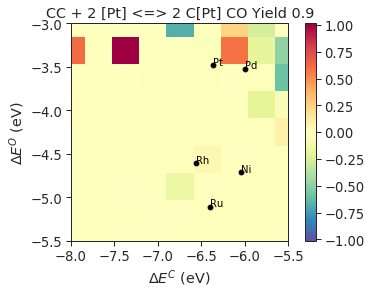 CC + 2 [Pt] <=> 2 C[Pt] CO Yield 0.9
−3.0
−3.5
−4.0
−4.5
−5.0
−5.5
ΔE^O (eV)
Pt
Pd
Rh
Ni
Ru
−8.0 −7.5 −7.0 −6.5 −6.0 −5.5
ΔE^C (eV)
1.00
0.75
0.50
0.25
0.00
−0.25
−0.50
−0.75
−1.00